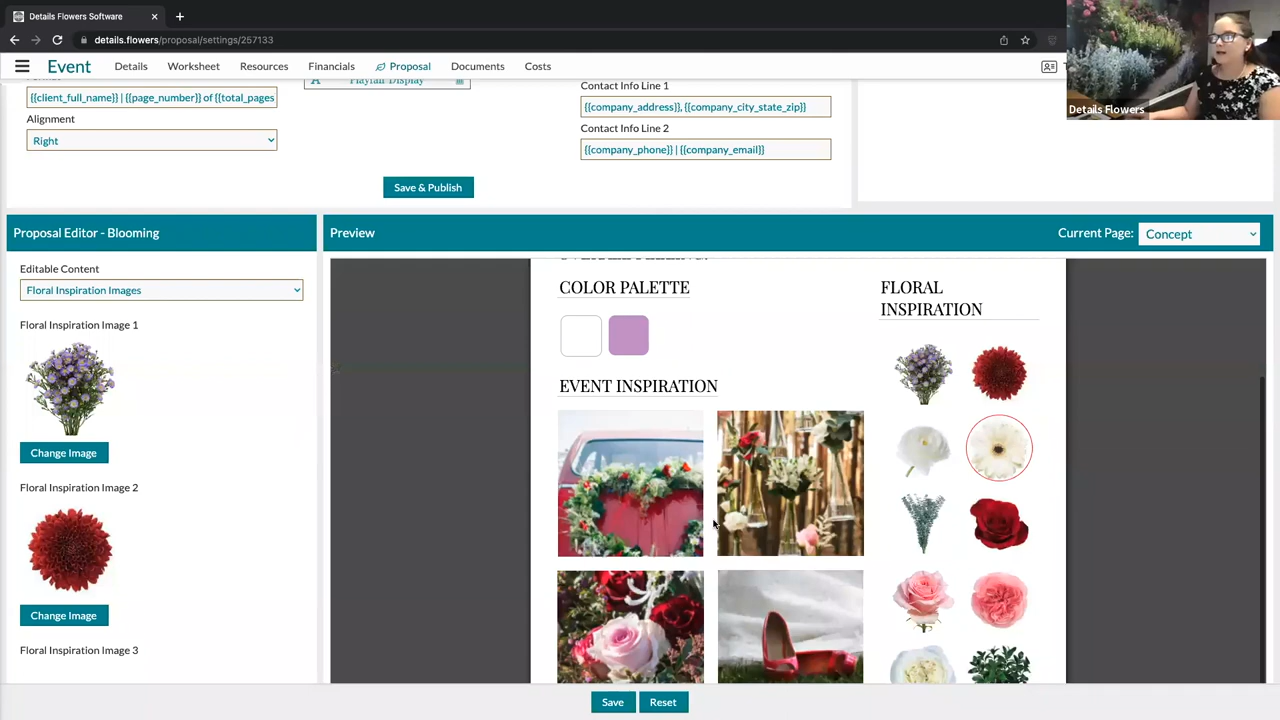 Details Flowers Software
details.flowers/proposal/settings/257133
Event
Details
Worksheet
Resources
Financials
Proposal
Documents
Costs
Details Flowers
{{client_full_name}} | {{page_number}} of {{total_pages
Alignment
Right
Playfair Display
Contact Info Line 1
{{company_address}}, {{company_city_state_zip}}
Contact Info Line 2
{{company_phone}} | {{company_email}}
Save & Publish
Proposal Editor - Blooming
Preview
Current Page:
Concept
Editable Content
Floral Inspiration Images
Floral Inspiration Image 1
Change Image
Floral Inspiration Image 2
Change Image
Floral Inspiration Image 3
COLOR PALETTE
EVENT INSPIRATION
FLORAL
INSPIRATION
Save
Reset